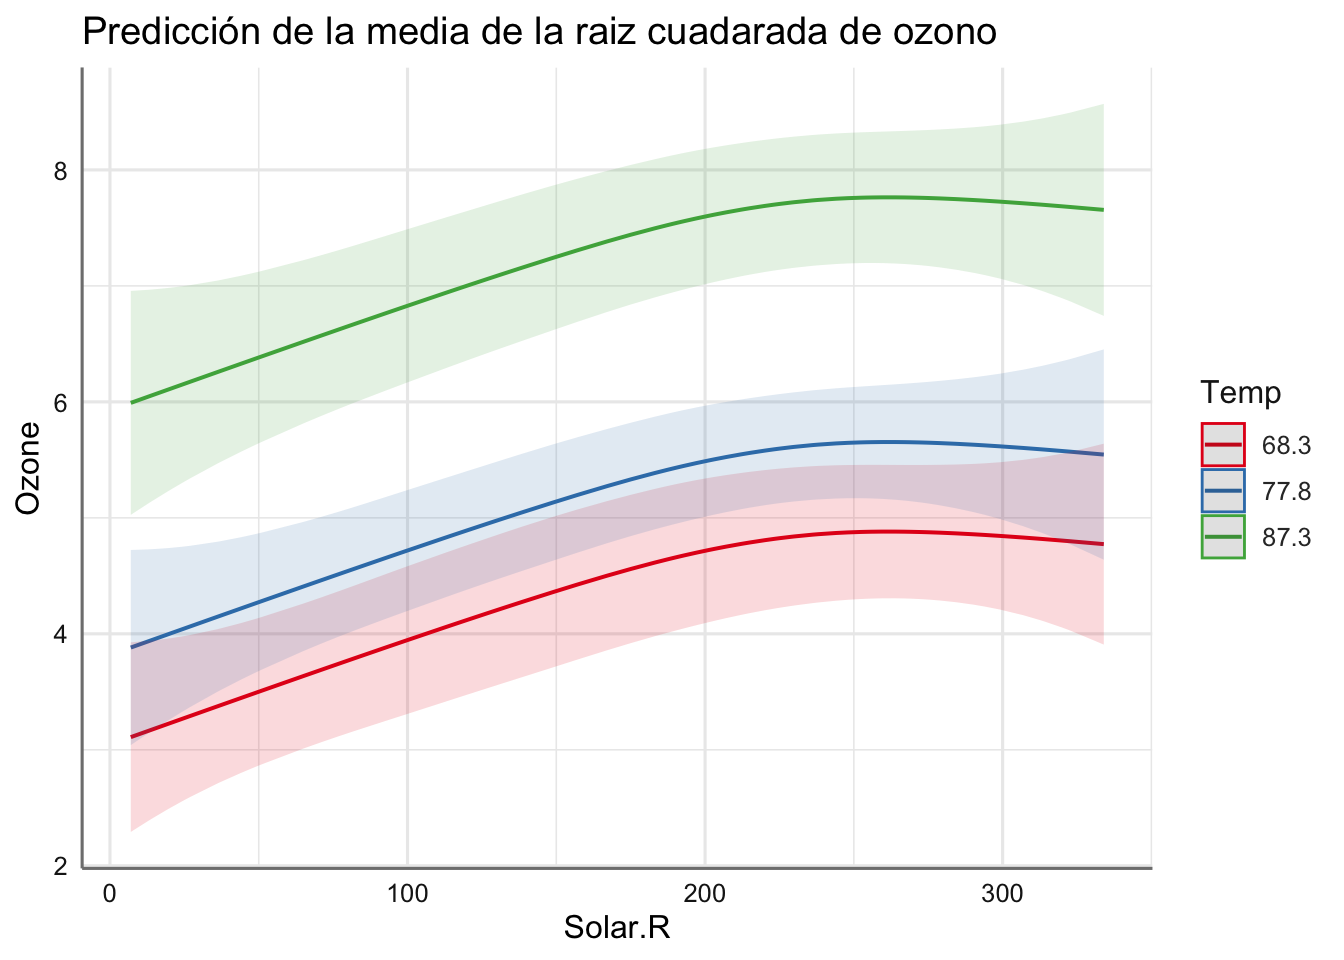 Predicción de la media de la raiz cuadarada de ozono
8
6
4
2
Ozone
0 100 200 300
Solar.R
Temp
68.3
77.8
87.3